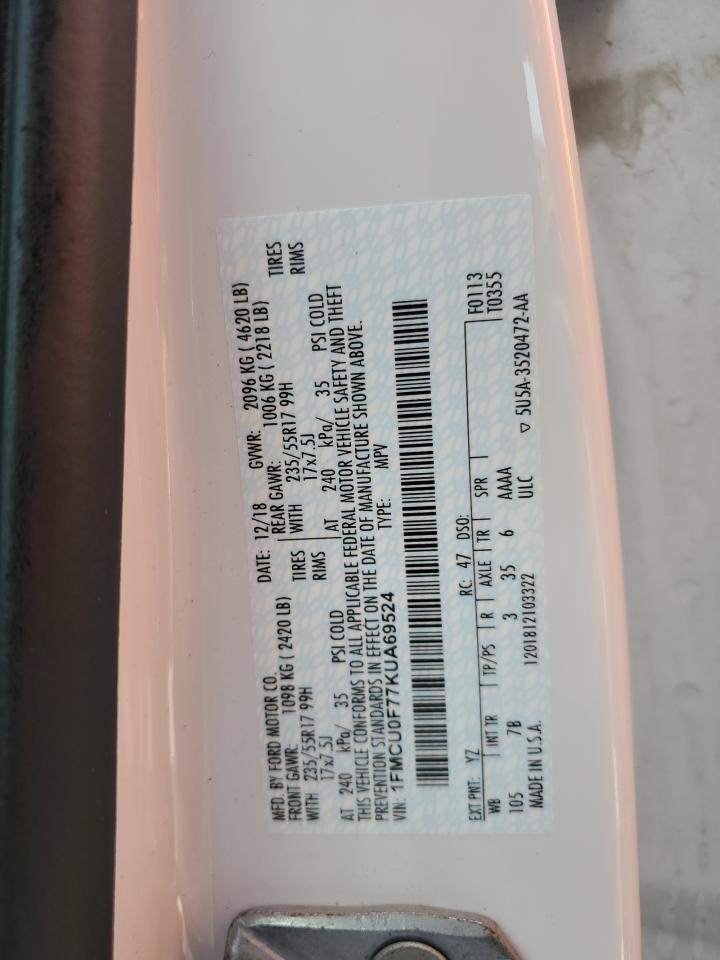 MFD. BY FORD MOTOR CO.
DATE: 12/18 GVWR: 2096 KG ( 4620 LB)
FRONT GAWR: 1098 KG ( 2420 LB) REAR GAWR: 1006 KG ( 2218 LB)
WITH 235/55R17 99H TIRES WITH 235/55R17 99H TIRES
17x7.5J RIMS 17x7.5J RIMS
AT 240 kPa/ 35 PSI COLD AT 240 kPa/ 35 PSI COLD
THIS VEHICLE CONFORMS TO ALL APPLICABLE FEDERAL MOTOR VEHICLE SAFETY AND THEFT
PREVENTION STANDARDS IN EFFECT ON THE DATE OF MANUFACTURE SHOWN ABOVE.
VIN: 1FMCU0F77KUA69524 TYPE: MPV
EXT PNT: YZ RC: 47 DSO: F0113
WB INT TR TP/PS R AXLE TR SPR T0355
105 7B 3 35 6 AAAA
MADE IN U.S.A. 1201812103322 ULC
▽ 5U5A-3520472-AA